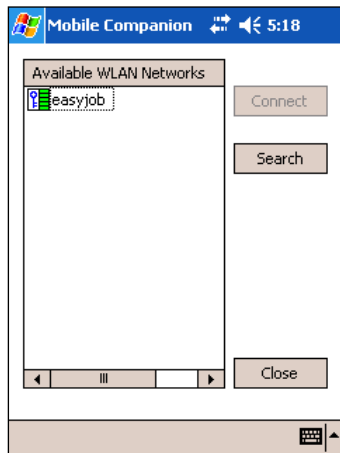 Mobile Companion 5:18
Available WLAN Networks
easyjob
Connect
Search
Close